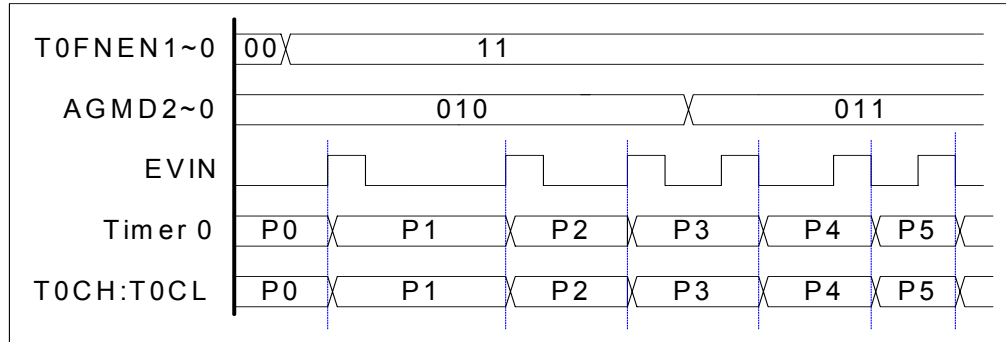 T0FNEN1~0 00 11
AGMD2~0 010 011
EVIN
Timer 0 P0 P1 P2 P3 P4 P5
T0CH:T0CL P0 P1 P2 P3 P4 P5